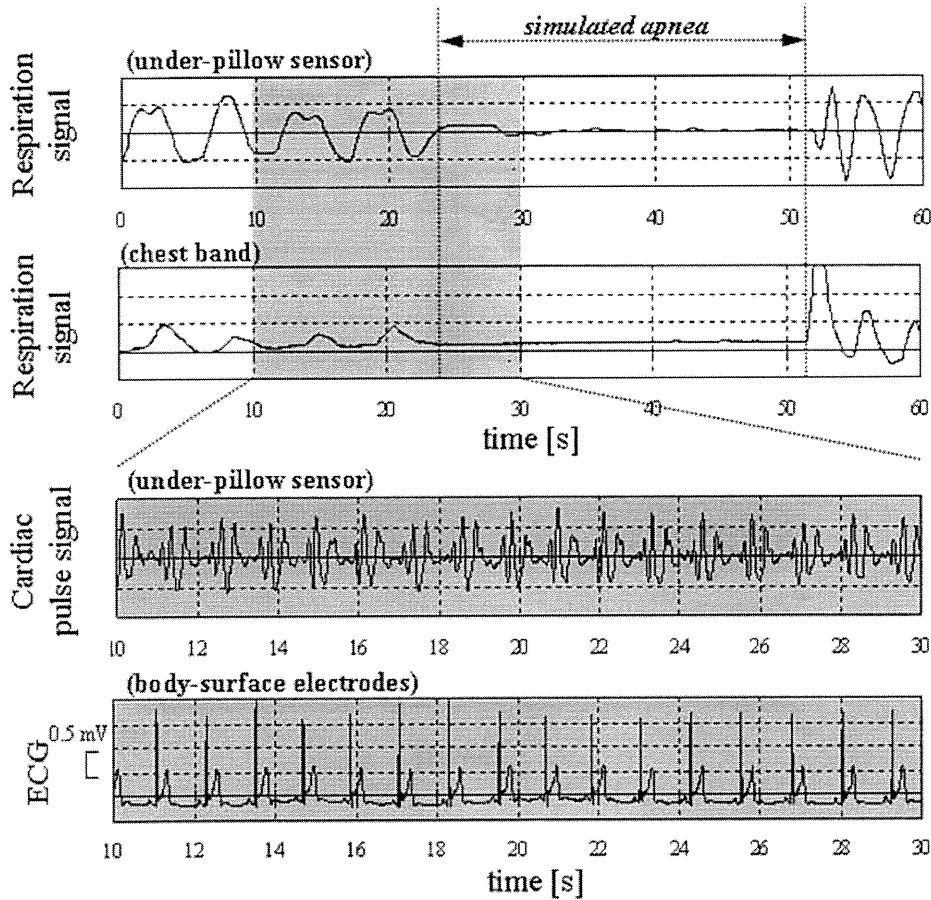 simulated apnea
(under-pillow sensor)
Respiration
signal
0 10 20 30 40 50 60
(chest band)
Respiration
signal
0 10 20 30 40 50 60
time [s]
(under-pillow sensor)
Cardiac
pulse signal
10 12 14 16 18 20 22 24 26 28 30
(body-surface electrodes)
0.5 mV
ECG
10 12 14 16 18 20 22 24 26 28 30
time [s]